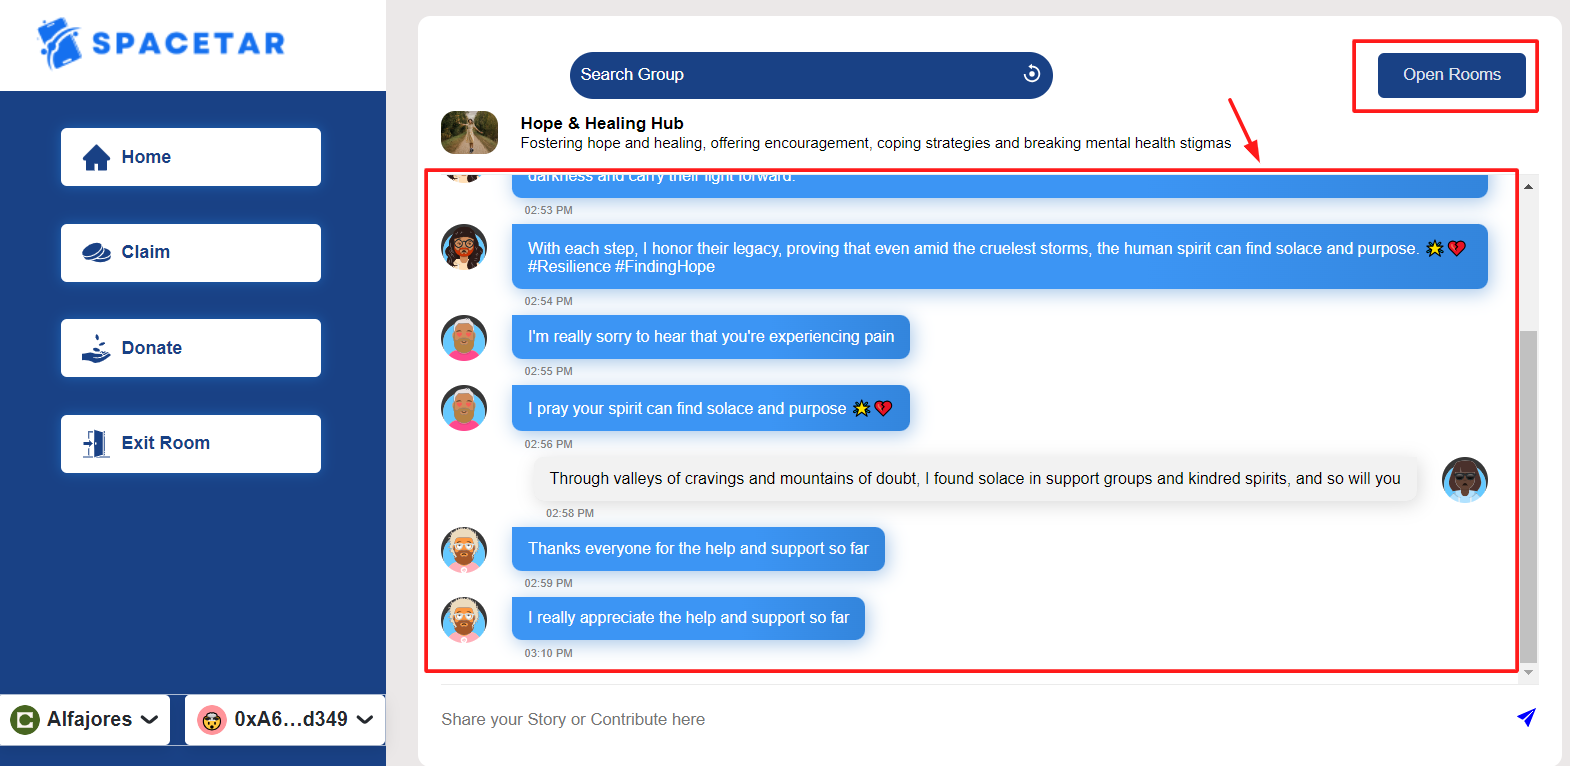 SPACETAR
Home
Claim
Donate
Exit Room
Alfajores
0xA6...d349
Search Group
Open Rooms
Hope & Healing Hub
Fostering hope and healing, offering encouragement, coping strategies and breaking mental health stigmas
darkness and carry their light forward.
02:53 PM
With each step, I honor their legacy, proving that even amid the cruelest storms, the human spirit can find solace and purpose. 🌟💔
#Resilience #FindingHope
02:54 PM
I'm really sorry to hear that you're experiencing pain
02:55 PM
I pray your spirit can find solace and purpose 🌟💔
02:56 PM
Through valleys of cravings and mountains of doubt, I found solace in support groups and kindred spirits, and so will you
02:58 PM
Thanks everyone for the help and support so far
02:59 PM
I really appreciate the help and support so far
03:10 PM
Share your Story or Contribute here